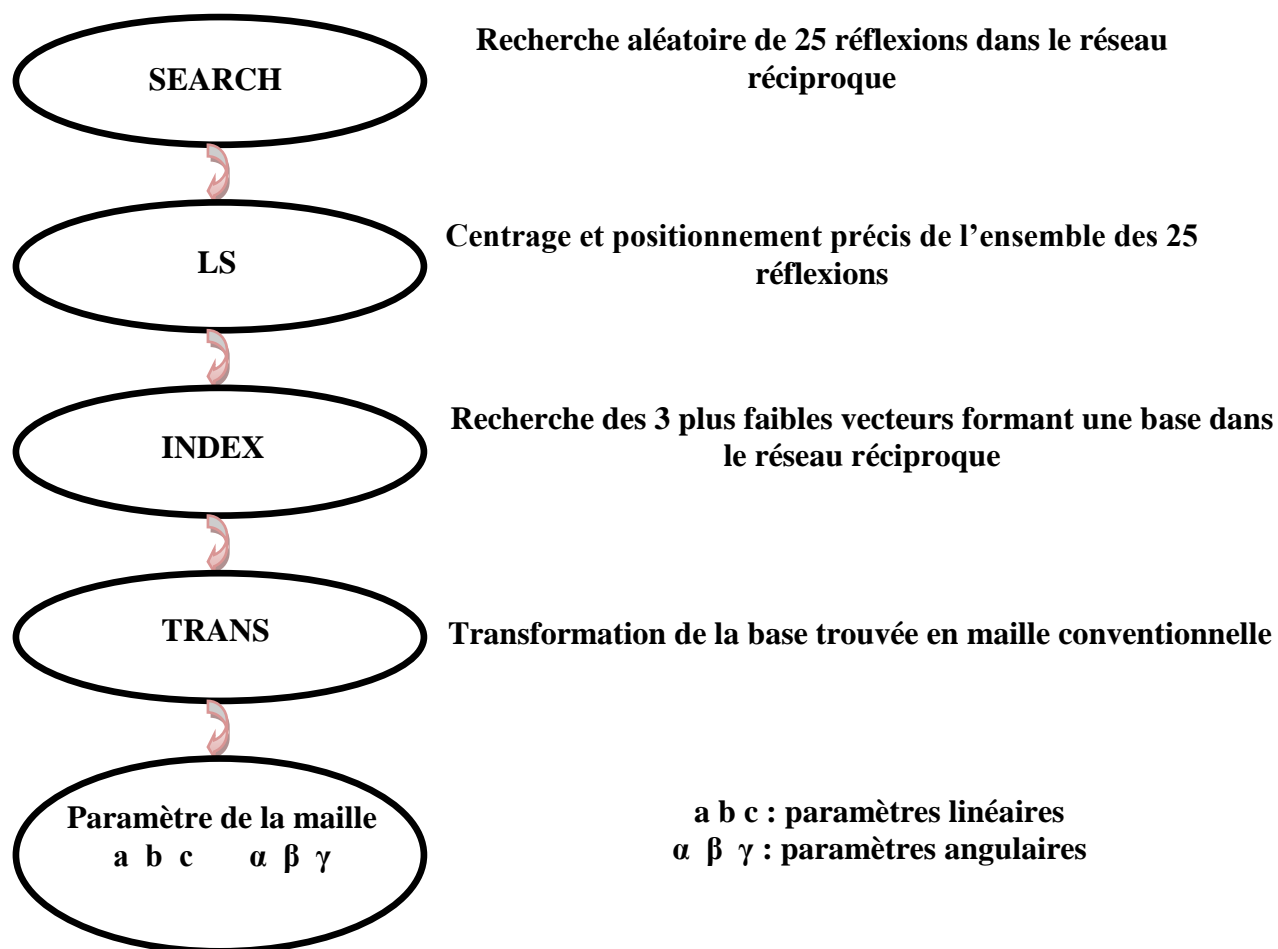 SEARCH
Recherche aléatoire de 25 réflexions dans le réseau
réciproque
LS
Centrage et positionnement précis de l’ensemble des 25
réflexions
INDEX
Recherche des 3 plus faibles vecteurs formant une base dans
le réseau réciproque
TRANS
Transformation de la base trouvée en maille conventionnelle
Paramètre de la maille
a b c α β γ
a b c : paramètres linéaires
α β γ : paramètres angulaires